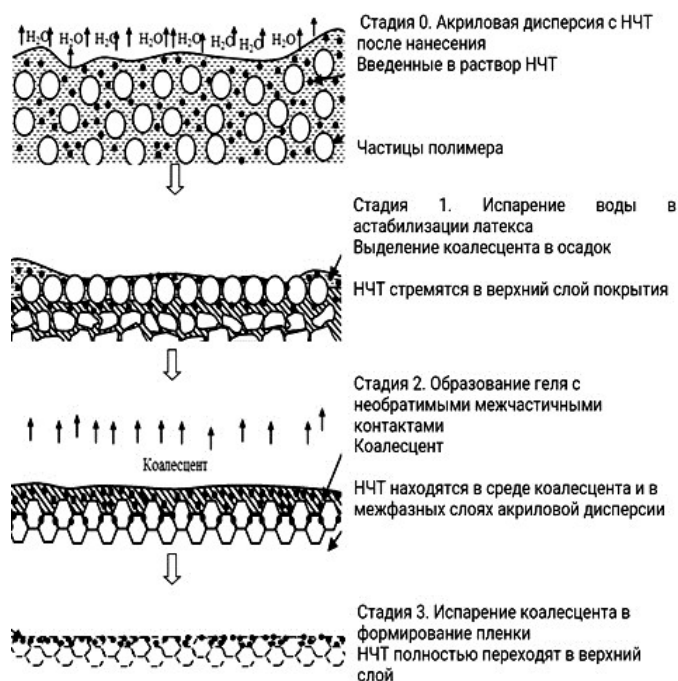 H₂O H₂O H₂O H₂O H₂O H₂O H₂O H₂O
Стадия 0. Акриловая дисперсия с НЧТ
после нанесения
Введенные в раствор НЧТ
Частицы полимера
Стадия 1. Испарение воды в
астабилизации латекса
Выделение коалесцента в осадок
НЧТ стремятся в верхний слой покрытия
Стадия 2. Образование геля с
необратимыми межчастичными
контактами
Коалесцент
Коалесцент
НЧТ находятся в среде коалесцента и в
межфазных слоях акриловой дисперсии
Стадия 3. Испарение коалесцента в
формирование пленки
НЧТ полностью переходят в верхний
слой